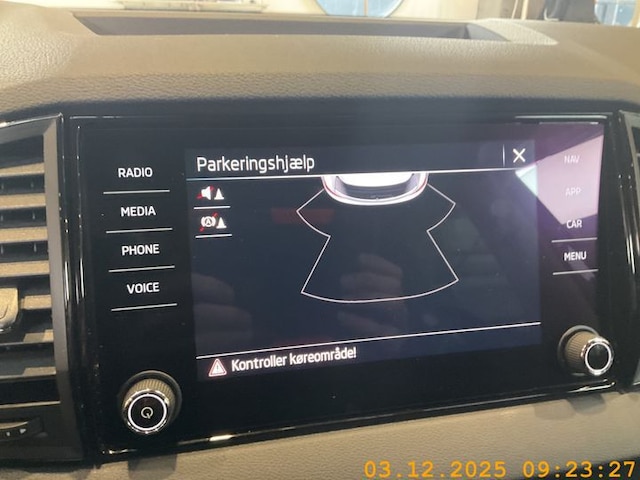 Parkeringshjælp
RADIO
MEDIA
PHONE
VOICE
NAV
APP
CAR
MENU
Kontroller køreområde!
03.12.2025 09:23:27